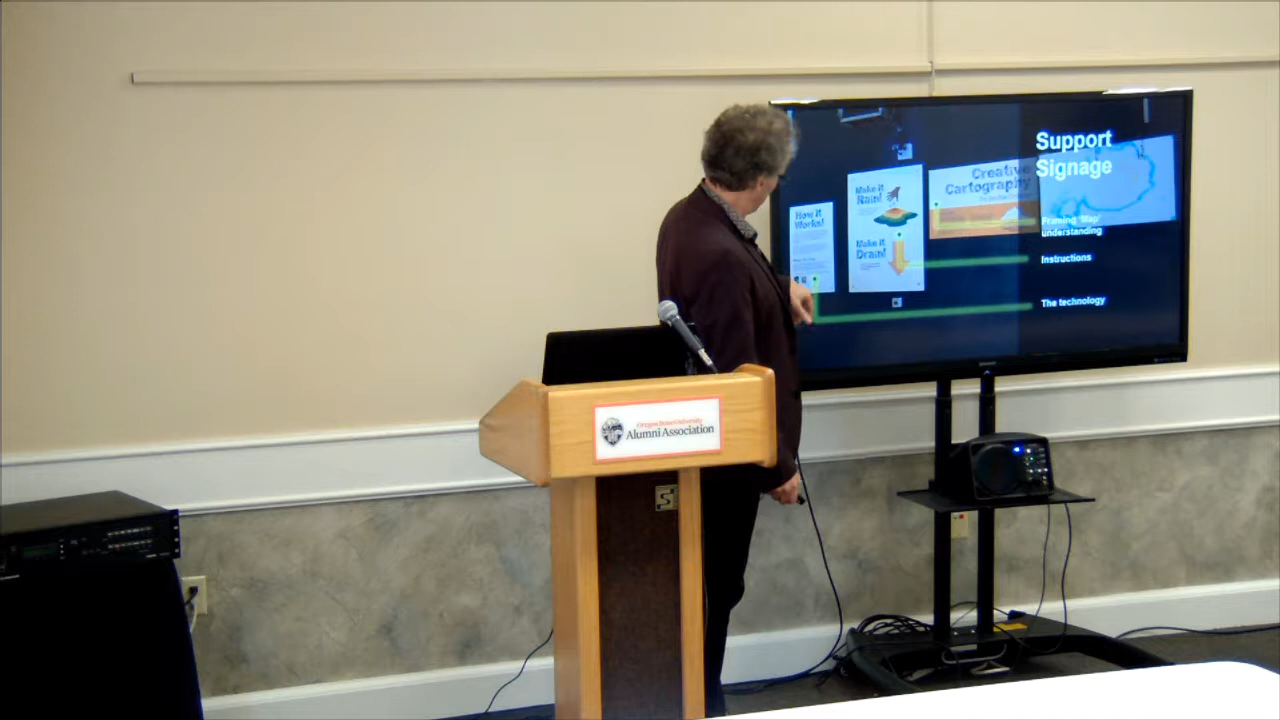 Support
Signage
Creative
Cartography
Make it
Rain!
How it
Works!
Make it
Drain!
Framing 'Map'
understanding
Instructions
The technology
Oregon State University
Alumni Association